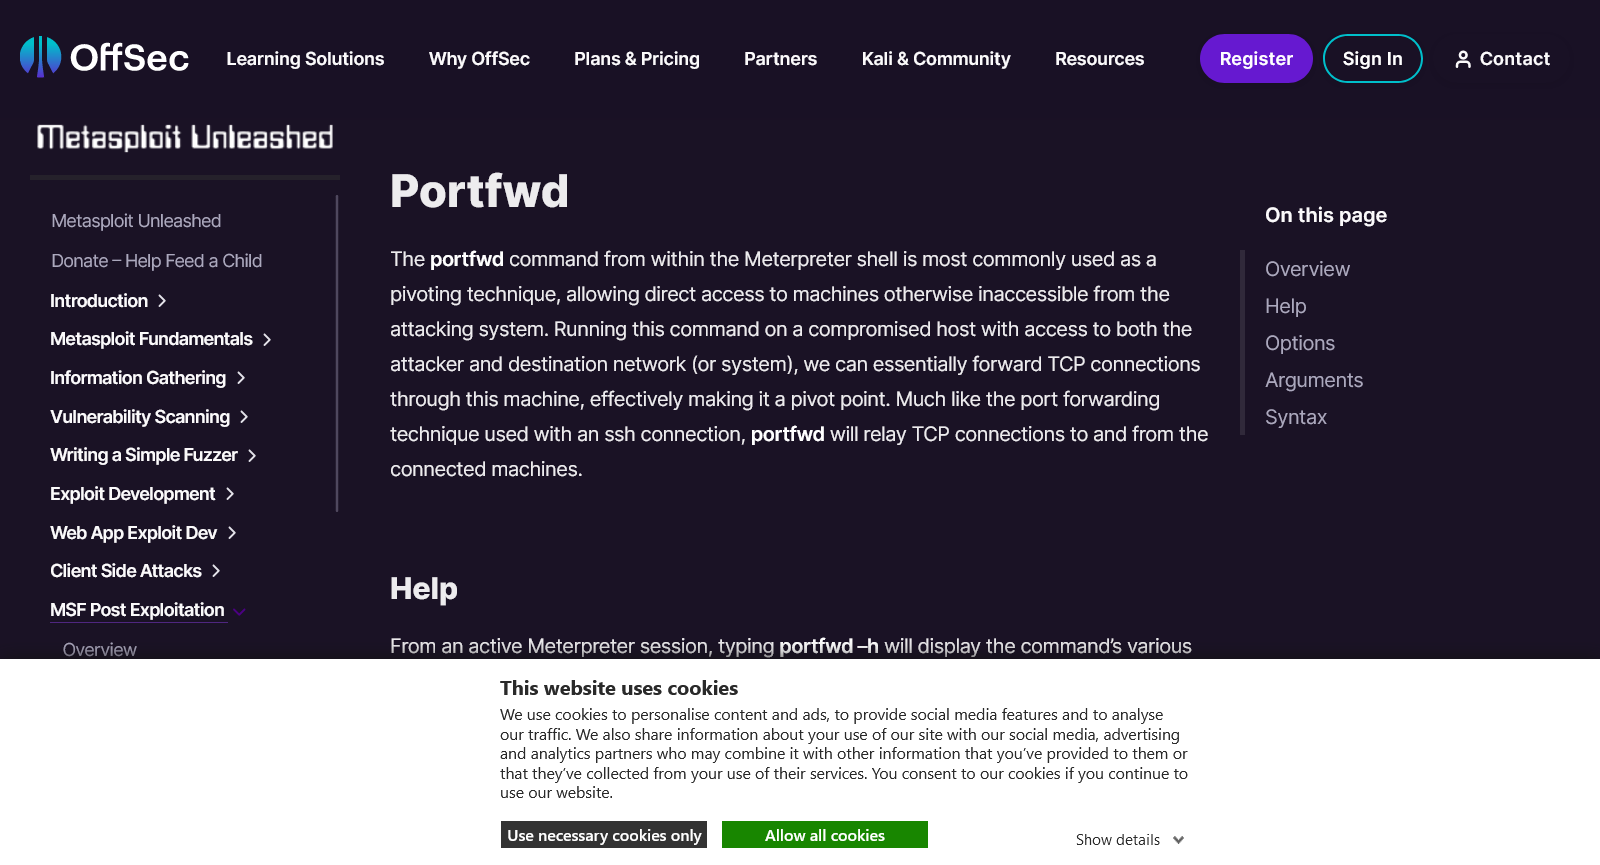 OffSec
Learning Solutions
Why OffSec
Plans & Pricing
Partners
Kali & Community
Resources
Register
Sign In
Contact
Metasploit Unleashed
Metasploit Unleashed
Donate – Help Feed a Child
Introduction
Metasploit Fundamentals
Information Gathering
Vulnerability Scanning
Writing a Simple Fuzzer
Exploit Development
Web App Exploit Dev
Client Side Attacks
MSF Post Exploitation
Overview
Portfwd
The portfwd command from within the Meterpreter shell is most commonly used as a
pivoting technique, allowing direct access to machines otherwise inaccessible from the
attacking system. Running this command on a compromised host with access to both the
attacker and destination network (or system), we can essentially forward TCP connections
through this machine, effectively making it a pivot point. Much like the port forwarding
technique used with an ssh connection, portfwd will relay TCP connections to and from the
connected machines.
Help
From an active Meterpreter session, typing portfwd –h will display the command’s various
On this page
Overview
Help
Options
Arguments
Syntax
This website uses cookies
We use cookies to personalise content and ads, to provide social media features and to analyse
our traffic. We also share information about your use of our site with our social media, advertising
and analytics partners who may combine it with other information that you’ve provided to them or
that they’ve collected from your use of their services. You consent to our cookies if you continue to
use our website.
Use necessary cookies only
Allow all cookies
Show details